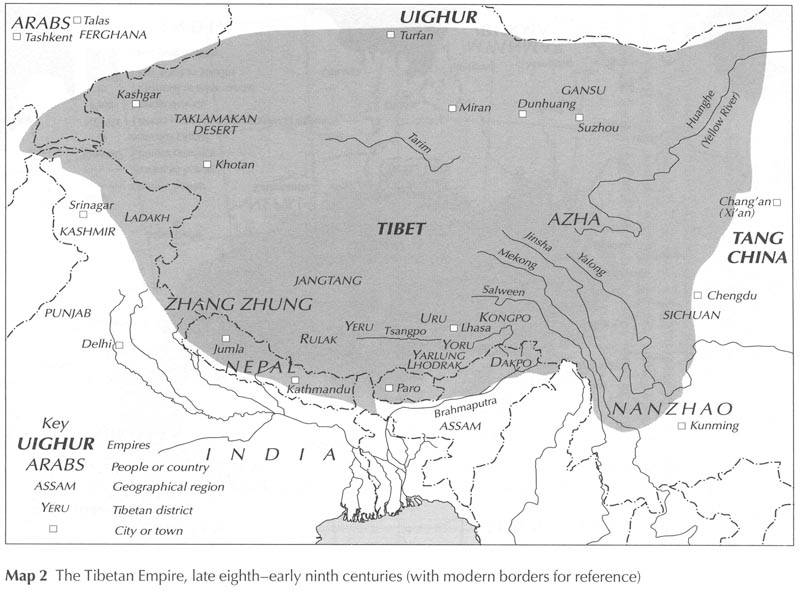 ARABS
Talas
Tashkent
FERGHANA
UIGHUR
Turfan
Kashgar
TAKLAMAKAN
DESERT
Miran
Dunhuang
GANSU
Suzhou
Huanghe
(Yellow River)
Tarim
Khotan
Srinagar
KASHMIR
LADAKH
Chang'an
(Xi'an)
AZHA
TIBET
TANG
CHINA
Jinsha
Mekong
Yalong
JANGTANG
Salween
Chengdu
SICHUAN
ZHANG ZHUNG
PUNJAB
URU
KONGPO
YERU
Tsangpo
Lhasa
RULAK
YORU
Delhi
Jumla
YARLUNG
LHODRAK
DAKPO
NEPAL
Kathmandu
Paro
Brahmaputra
ASSAM
NANZHAO
Kunming
INDIA
Key
UIGHUR Empires
ARABS People or country
ASSAM Geographical region
YERU Tibetan district
City or town
Map 2 The Tibetan Empire, late eighth–early ninth centuries (with modern borders for reference)